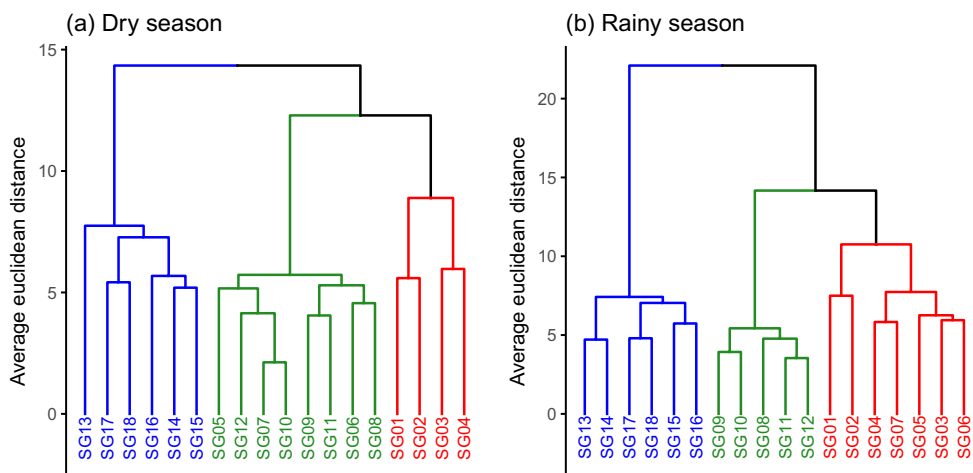 (a) Dry season
Average euclidean distance
15
10
5
0
SG13 SG17 SG18 SG16 SG14 SG15 SG05 SG12 SG07 SG10 SG09 SG11 SG06 SG08 SG01 SG02 SG03 SG04
(b) Rainy season
Average euclidean distance
20
15
10
5
0
SG13 SG14 SG17 SG18 SG15 SG16 SG09 SG10 SG08 SG11 SG12 SG01 SG02 SG04 SG07 SG05 SG03 SG06